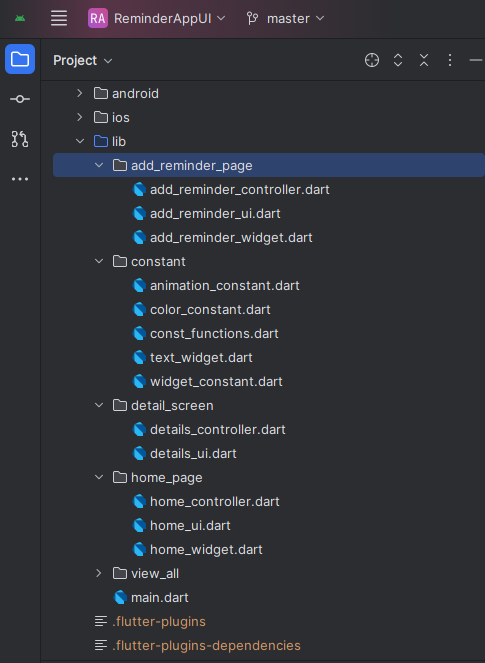 RA ReminderAppUI master
Project
android
ios
lib
add_reminder_page
add_reminder_controller.dart
add_reminder_ui.dart
add_reminder_widget.dart
constant
animation_constant.dart
color_constant.dart
const_functions.dart
text_widget.dart
widget_constant.dart
detail_screen
details_controller.dart
details_ui.dart
home_page
home_controller.dart
home_ui.dart
home_widget.dart
view_all
main.dart
.flutter-plugins
.flutter-plugins-dependencies